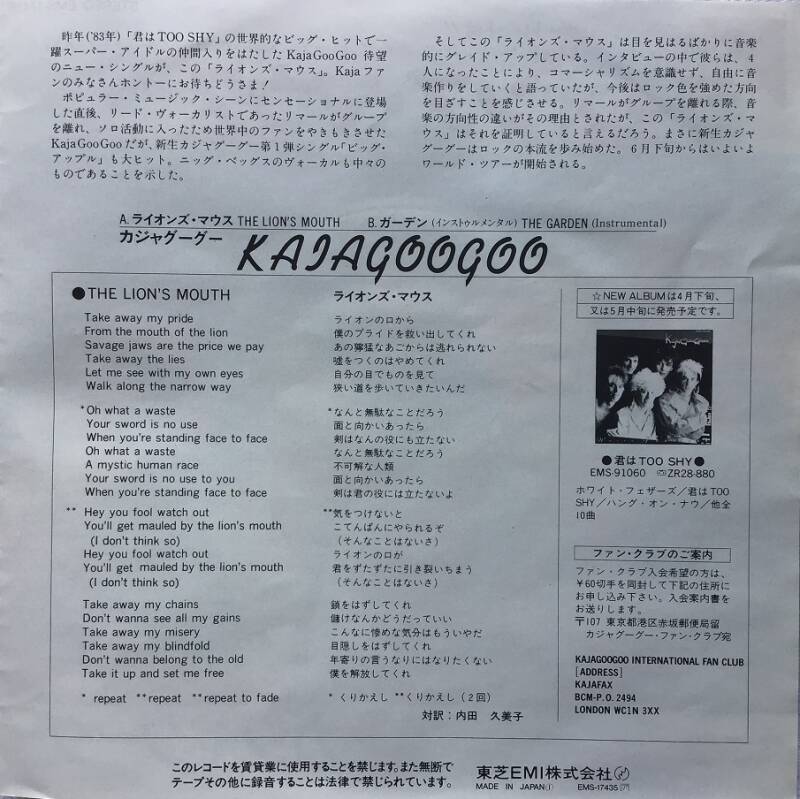 昨年('83年)「君はTOO SHY」の世界的なビッグ・ヒットで一
躍スーパー・アイドルの仲間入りをはたしたKajaGooGoo 待望
のニュー・シングルが、この「ライオンズ・マウス」。Kajaファ
ンのみなさんホントーにお待ちどうさま!
ポピュラー・ミュージック・シーンにセンセーショナルに登場
した直後、リード・ヴォーカリストであったリマールがグループ
を離れ、ソロ活動に入ったため世界中のファンをやきもきさせた
KajaGooGooだが、新生カジャグーグー第1弾シングル「ビッグ・
アップル」も大ヒット。ニッグ・ベッグスのヴォーカルも中々の
ものであることを示した。
そしてこの「ライオンズ・マウス」は目を見はるばかりに音楽
的にグレイド・アップしている。インタビューの中で彼らは、4
人になったことにより、コマーシャリズムを意識せず、自由に音
楽作りをしていくと語っていたが、今後はロック色を強めた方向
を目ざすことを感じさせる。リマールがグループを離れる際、音
楽の方向性の違いがその理由とされたが、この「ライオンズ・マ
ウス」はそれを証明していると言えるだろう。まさに新生カジャ
グーグーはロックの本流を歩み始めた。6月下旬からはいよいよ
ワールド・ツアーが開始される。
A.ライオンズ・マウス THE LION'S MOUTH B.ガーデン(インストゥルメンタル) THE GARDEN (Instrumental)
カジャグーグー KAJAGOOGOO
●THE LION'S MOUTH
Take away my pride
From the mouth of the lion
Savage jaws are the price we pay
Take away the lies
Let me see with my own eyes
Walk along the narrow way
*Oh what a waste
Your sword is no use
When you're standing face to face
Oh what a waste
A mystic human race
Your sword is no use to you
When you're standing face to face
** Hey you fool watch out
You'll get mauled by the lion's mouth
(I don't think so)
Hey you fool watch out
You'll get mauled by the lion's mouth
(I don't think so)
Take away my chains
Don't wanna see all my gains
Take away my misery
Take away my blindfold
Don't wanna belong to the old
Take it up and set me free
* repeat **repeat **repeat to fade
ライオンズ・マウス
ライオンの口から
僕のプライドを救い出してくれ
あの獰猛なあごからは逃れられない
嘘をつくのはやめてくれ
自分の目でものを見て
狭い道を歩いていきたいんだ
*なんと無駄なことだろう
面と向かいあったら
剣はなんの役にも立たない
なんと無駄なことだろう
不可解な人類
面と向かいあったら
剣は君の役には立たないよ
**気をつけないと
こてんぱんにやられるぞ
(そんなことはないさ)
ライオンの口が
君をずたずたに引き裂いちまう
(そんなことはないさ)
鎖をはずしてくれ
儲けなんかどうだっていい
こんなに惨めな気分はもういやだ
目隠しをはずしてくれ
年寄りの言うなりにはなりたくない
僕を解放してくれ
* くりかえし **くりかえし(2回)
対訳:内田 久美子
☆NEW ALBUMは4月下旬、
又は5月中旬に発売予定です。
KajaGooGoo
●君はTOO SHY●
EMS-91060 ZR28-880
ホワイト・フェザーズ/君はTOO
SHY/ハング・オン・ナウ/他全
10曲
ファン・クラブのご案内
ファン・クラブ入会希望の方は、
¥60切手を同封して下記の住所に
お申し込み下さい。入会案内書を
お送りします。
〒107 東京都港区赤坂郵便局留
カジャグーグー・ファン・クラブ宛
KAJAGOOGOO INTERNATIONAL FAN CLUB
[ADDRESS]
KAJAFAX
BCM-P.O. 2494
LONDON WC1N 3XX
このレコードを賃貸業に使用することを禁じます。また無断で
テープその他に録音することは法律で禁じられています。
東芝EMI株式会社
MADE IN JAPAN EMS-17435